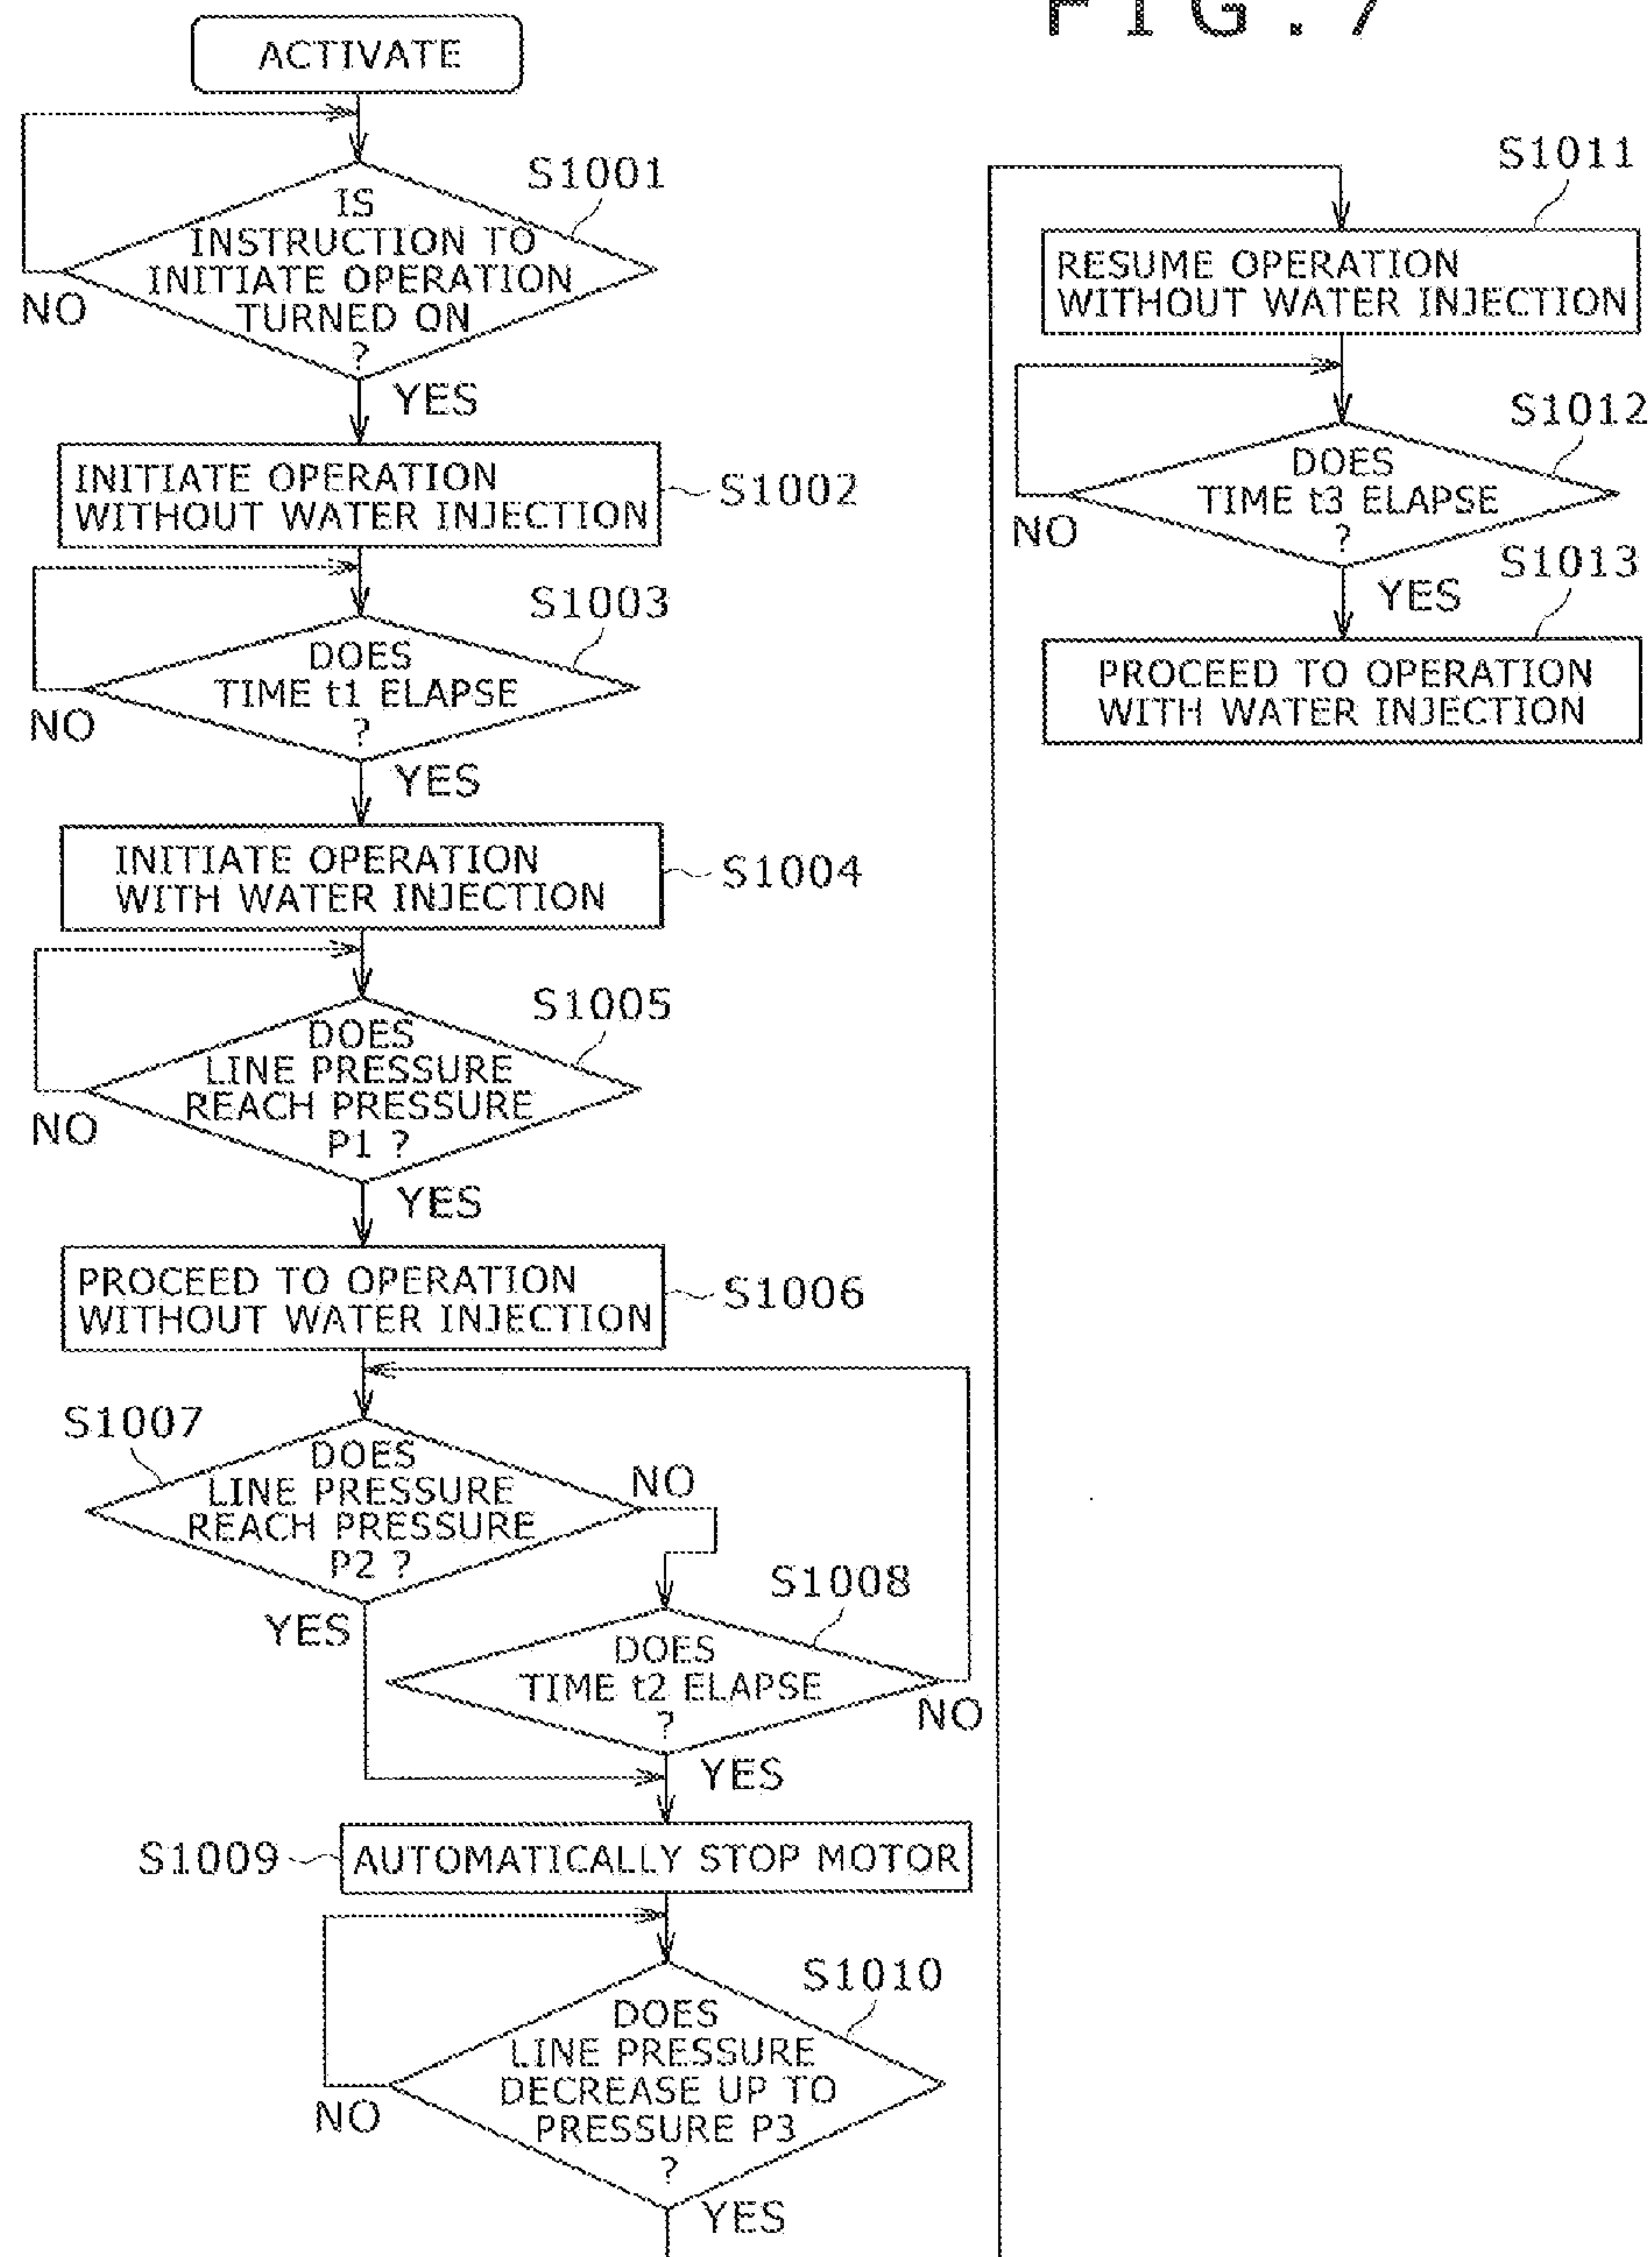 FIG.7
ACTIVATE
S1001
IS
INSTRUCTION TO
INITIATE OPERATION
TURNED ON
?
NO
YES
INITIATE OPERATION
WITHOUT WATER INJECTION
S1002
S1003
DOES
TIME t1 ELAPSE
?
NO
YES
INITIATE OPERATION
WITH WATER INJECTION
S1004
S1005
DOES
LINE PRESSURE
REACH PRESSURE
P1 ?
NO
YES
PROCEED TO OPERATION
WITHOUT WATER INJECTION
S1006
S1007
DOES
LINE PRESSURE
REACH PRESSURE
P2 ?
NO
YES
S1008
DOES
TIME t2 ELAPSE
?
NO
YES
S1009
AUTOMATICALLY STOP MOTOR
S1010
DOES
LINE PRESSURE
DECREASE UP TO
PRESSURE P3
?
NO
YES
S1011
RESUME OPERATION
WITHOUT WATER INJECTION
S1012
DOES
TIME t3 ELAPSE
?
NO
YES
S1013
PROCEED TO OPERATION
WITH WATER INJECTION